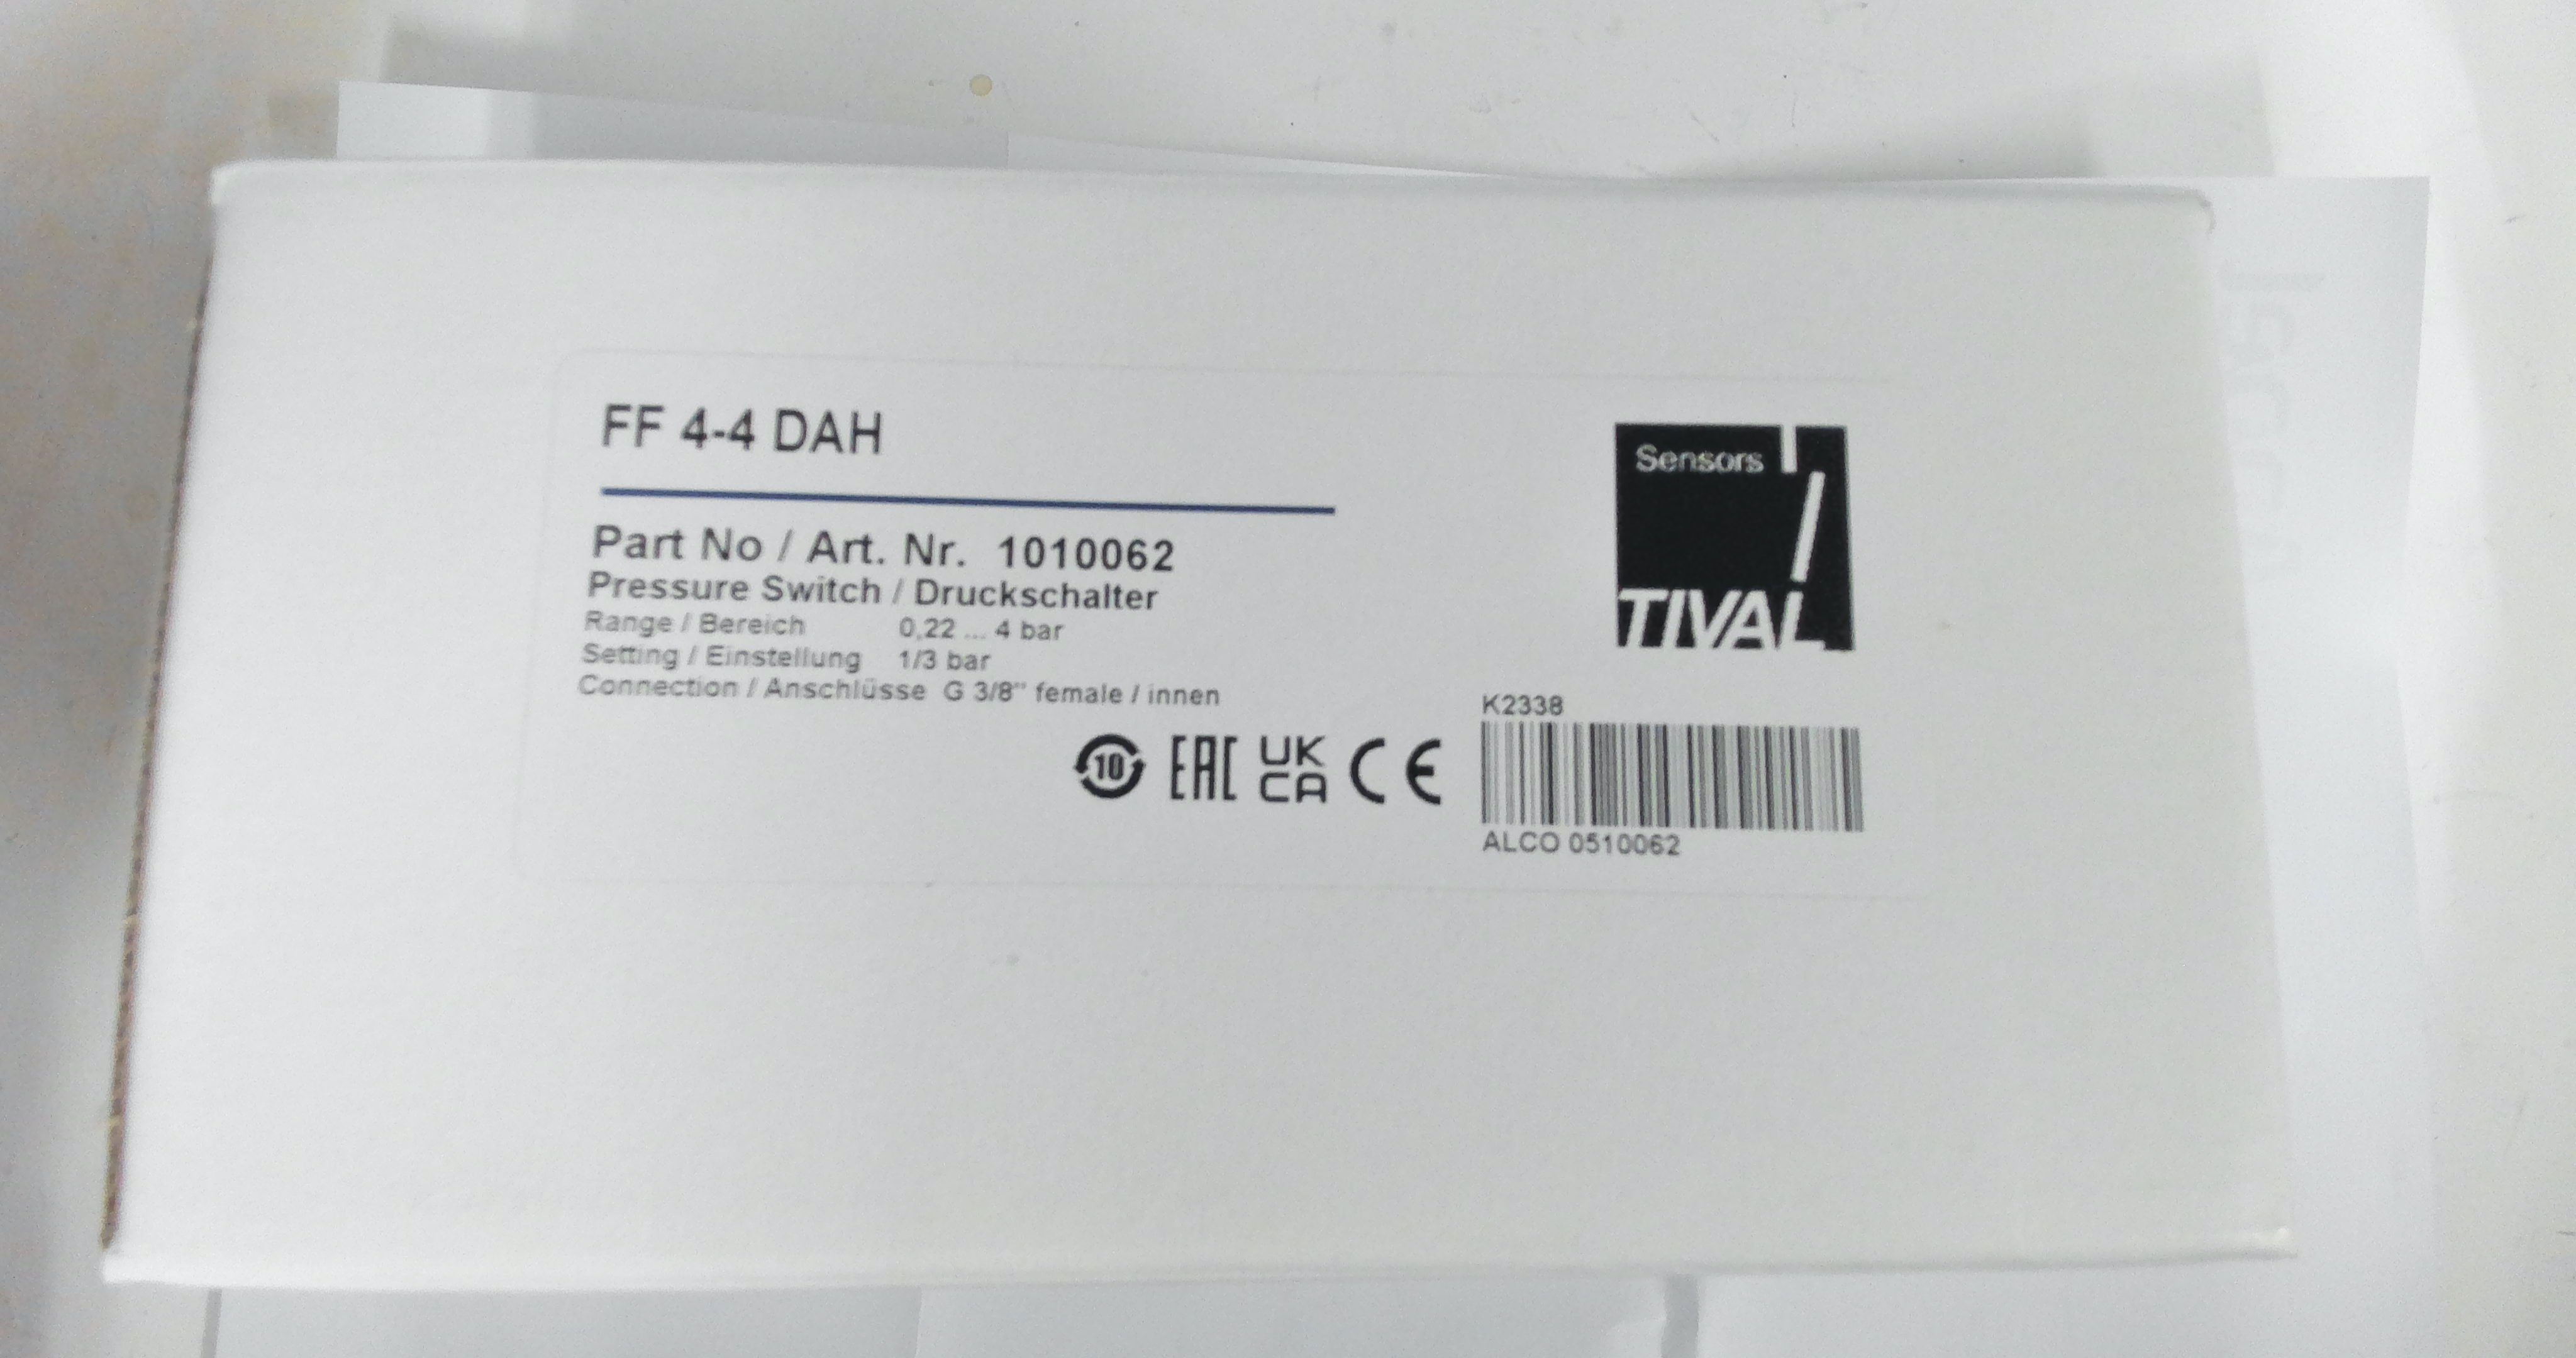 FF 4-4 DAH
Part No / Art. Nr. 1010062
Pressure Switch / Druckschalter
Range / Bereich 0,22 ... 4 bar
Setting / Einstellung 1/3 bar
Connection / Anschlüsse G 3/8" female / innen
Sensors
TIVAL
K2338
10 EAC UK CA CE
ALCO 0510062